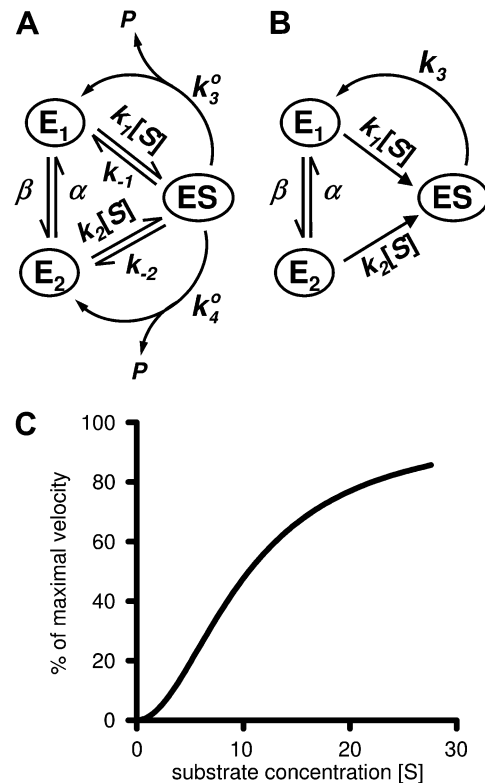 A
P
E1
k3o
k1[S]
k-1
β
α
ES
k2[S]
k-2
E2
k4o
P
B
k3
E1
k1[S]
β
α
ES
k2[S]
E2
C
% of maximal velocity
100
80
60
40
20
0
0
10
20
30
substrate concentration [S]